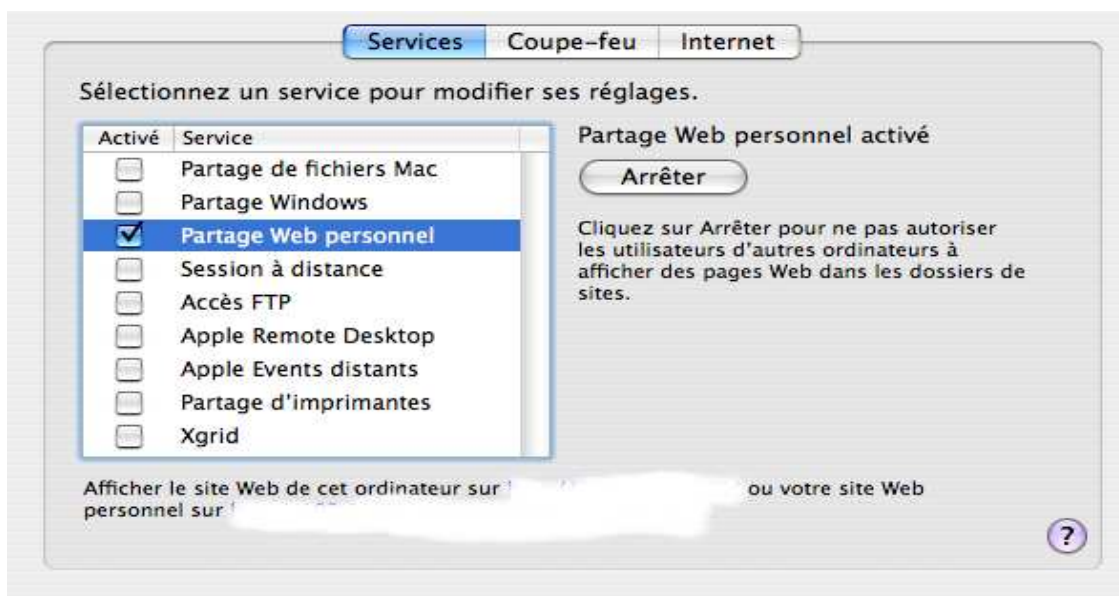 Services Coupe-feu Internet
Sélectionnez un service pour modifier ses réglages.
Activé Service
Partage de fichiers Mac
Partage Windows
Partage Web personnel
Session à distance
Accès FTP
Apple Remote Desktop
Apple Events distants
Partage d'imprimantes
Xgrid
Partage Web personnel activé
Arrêter
Cliquez sur Arrêter pour ne pas autoriser
les utilisateurs d'autres ordinateurs à
afficher des pages Web dans les dossiers de
sites.
Afficher le site Web de cet ordinateur sur ou votre site Web
personnel sur
?